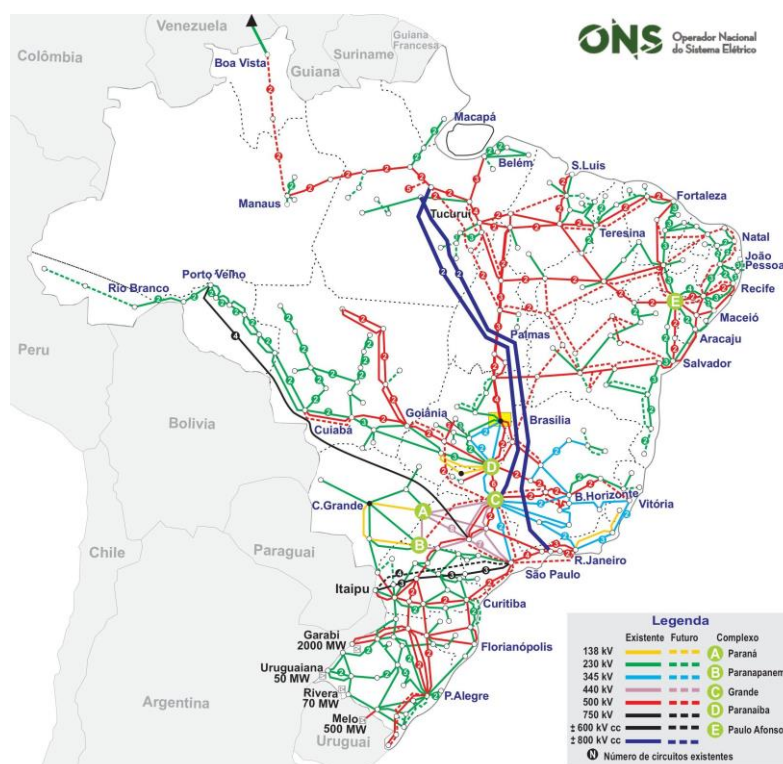 Venezuela
Guiana
Francesa
Colômbia
Suriname
Guiana
Boa Vista
ONS
Operador Nacional
do Sistema Elétrico
Macapá
Belém
S.Luis
Fortaleza
Manaus
Tucuruí
Teresina
Natal
João
Pessoa
Recife
Maceió
Aracaju
Salvador
Rio Branco
Porto Velho
Peru
Palmas
Bolivia
Cuiabá
Goiânia
Brasília
E
D
C
A
B
B.Horizonte
Vitória
C.Grande
Chile
Paraguai
R.Janeiro
São Paulo
Itaipu
Curitiba
Garabi
2000 MW
Florianópolis
Uruguaiana
50 MW
Rivera
70 MW
P.Alegre
Melo
500 MW
Argentina
Uruguai
Legenda
Existente Futuro Complexo
138 kV A Paraná
230 kV
345 kV B Paranapanem
440 kV C Grande
500 kV
750 kV D Paranaiba
± 600 kV cc E Paulo Afonso
± 800 kV cc
N Número de circuitos existentes